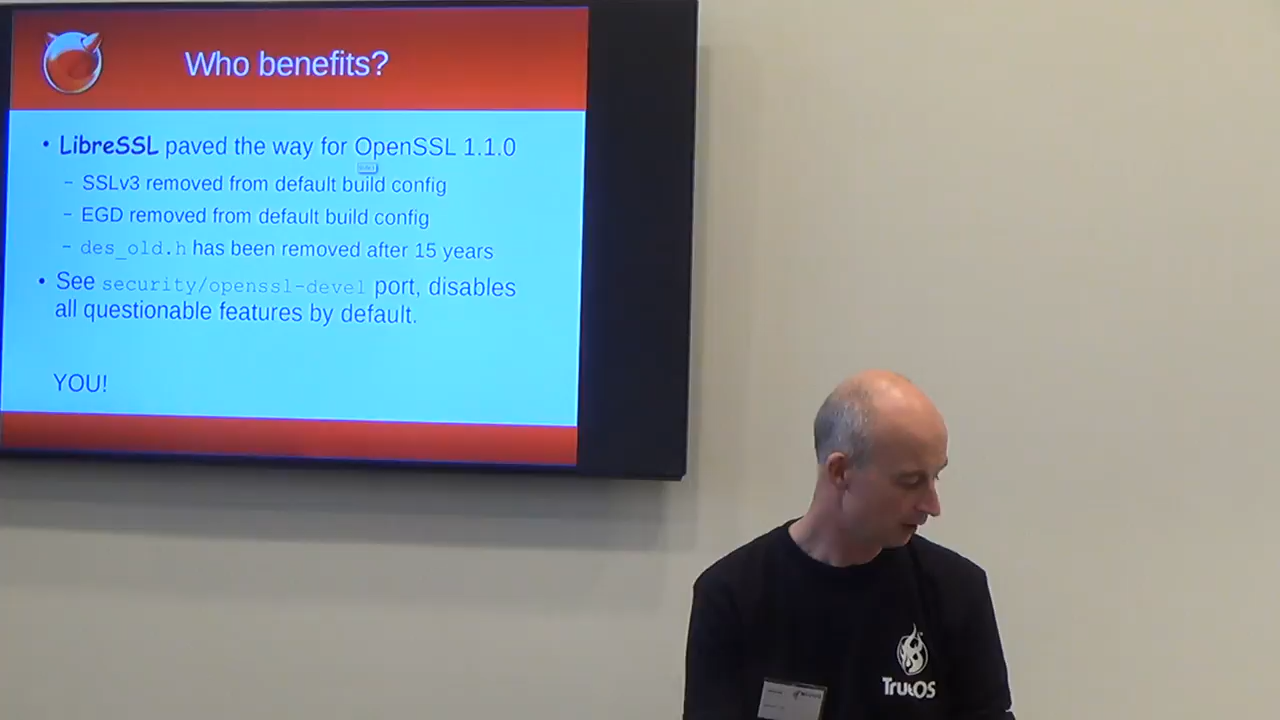 Who benefits?
• LibreSSL paved the way for OpenSSL 1.1.0
– SSLv3 removed from default build config
– EGD removed from default build config
– des_old.h has been removed after 15 years
• See security/openssl-devel port, disables
all questionable features by default.
YOU!
TrueOS